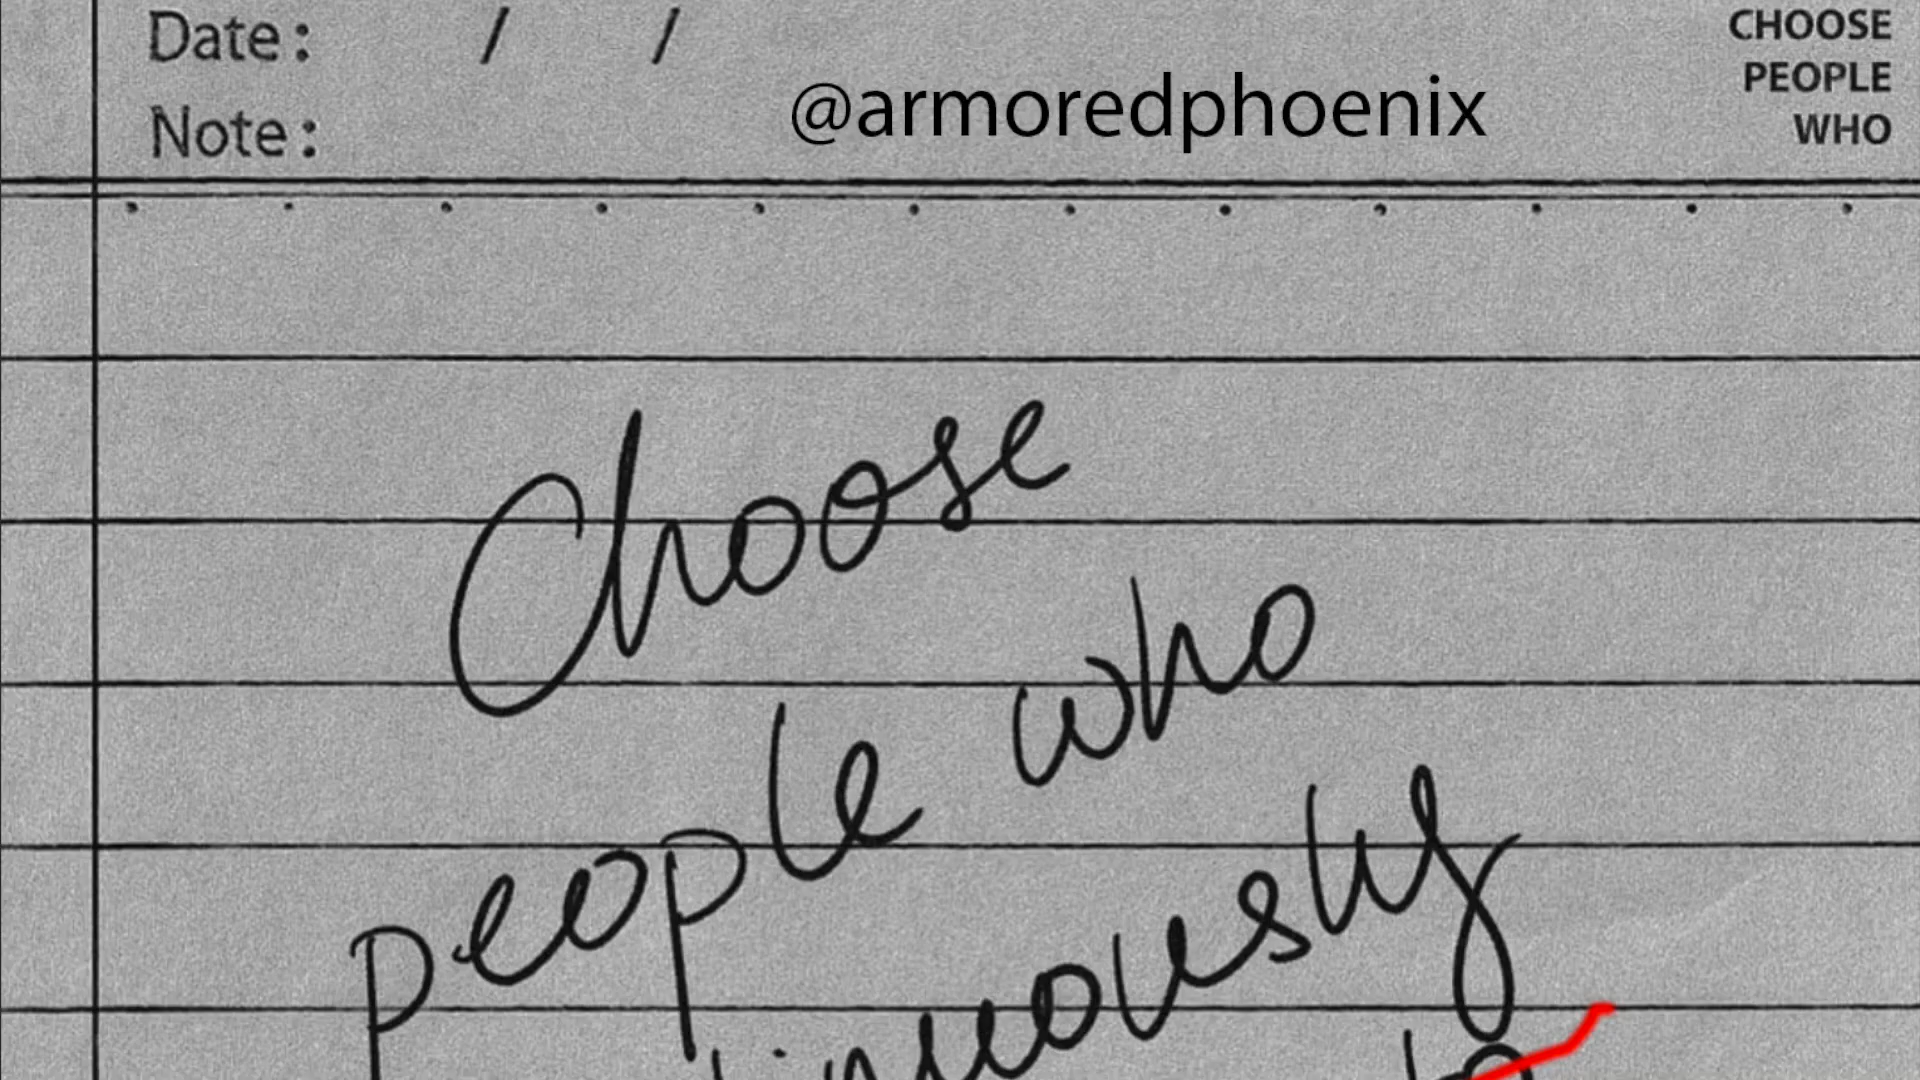 Date: / /
@armoredphoenix
Note:
CHOOSE
PEOPLE
WHO
Choose
people who